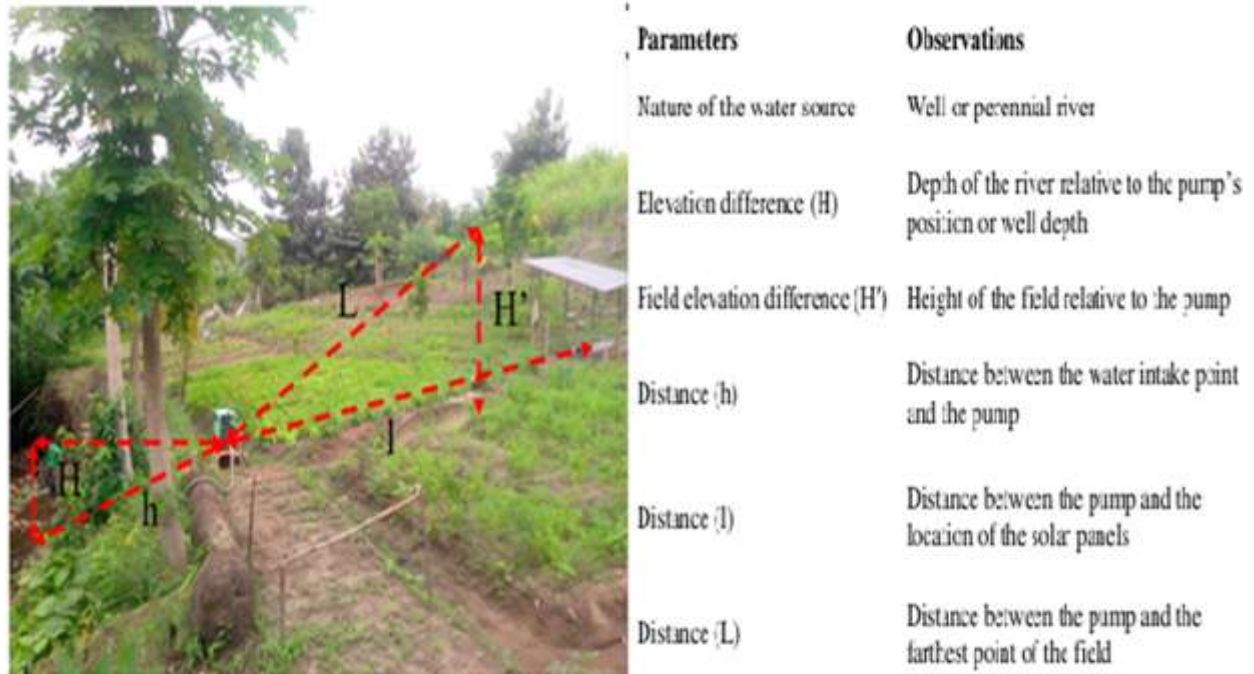 L
H'
l
H
h
Parameters Observations
Nature of the water source Well or perennial river
Elevation difference (H) Depth of the river relative to the pump's
position or well depth
Field elevation difference (H') Height of the field relative to the pump
Distance (h) Distance between the water intake point
and the pump
Distance (l) Distance between the pump and the
location of the solar panels
Distance (L) Distance between the pump and the
farthest point of the field